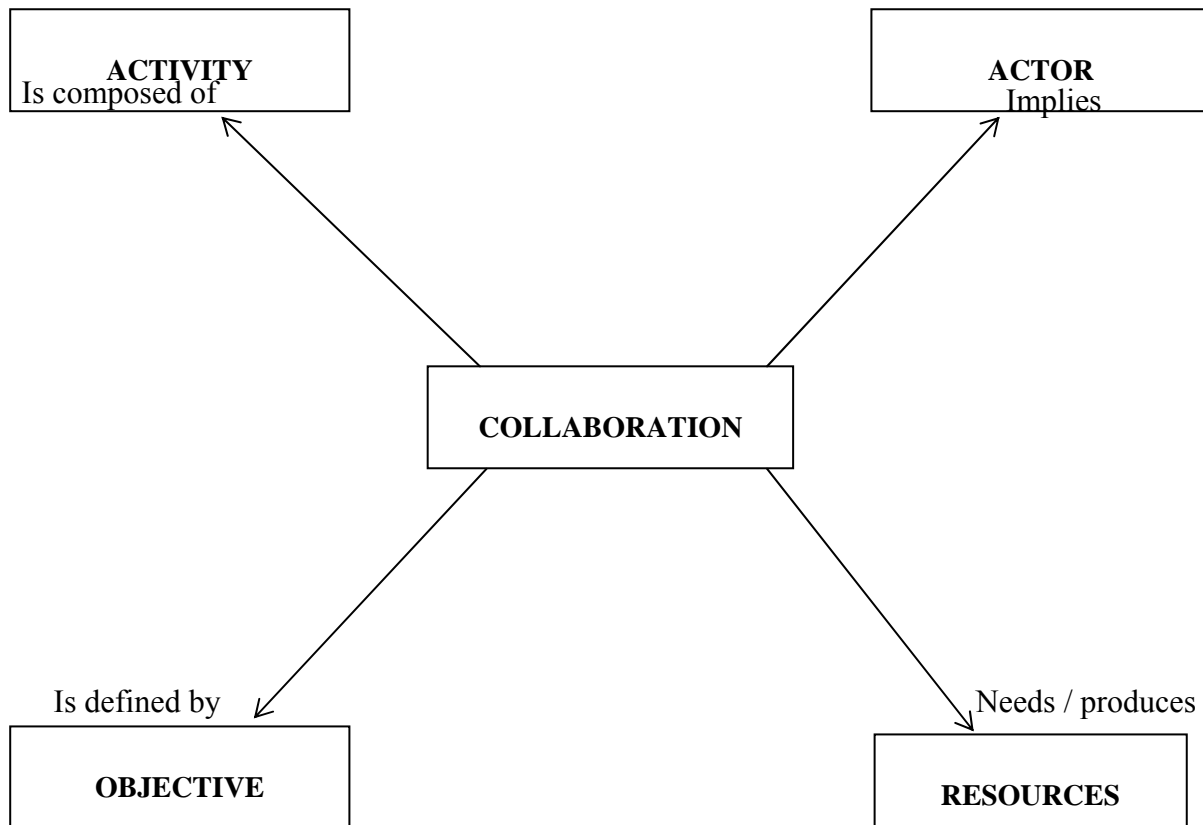 ACTIVITY
Is composed of
ACTOR
Implies
COLLABORATION
Is defined by
OBJECTIVE
Needs / produces
RESOURCES